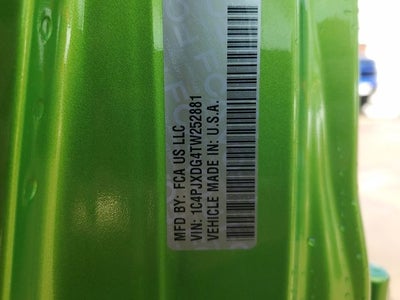 MFD BY: FCA US LLC
VIN: 1C4PJXDG4TW252881
VEHICLE MADE IN: U.S.A.